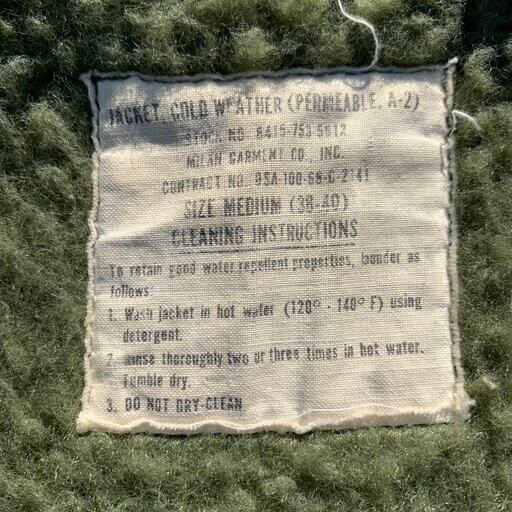 JACKET, COLD WEATHER (PERMEABLE, A-2)
STOCK NO. 8415-753-5612
MILAN GARMENT CO., INC.
CONTRACT NO. DSA-100-68-C-2141
SIZE MEDIUM (38-40)
CLEANING INSTRUCTIONS
To retain good water repellent properties, launder as
follows:
1. Wash jacket in hot water (120° - 140° F) using
detergent.
2. Rinse thoroughly two or three times in hot water.
Tumble dry.
3. DO NOT DRY-CLEAN